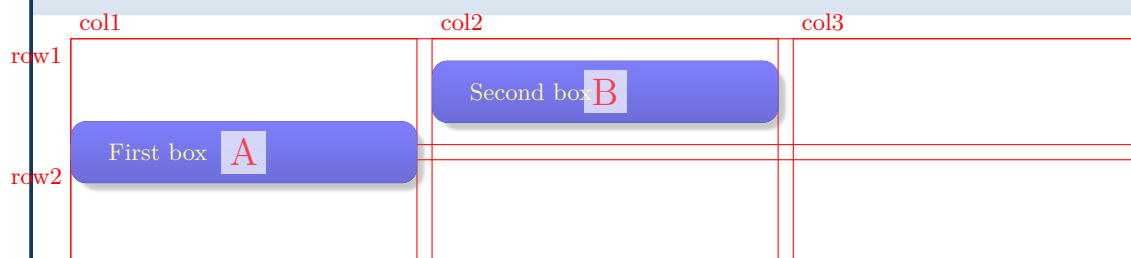 col1 col2 col3
row1
Second box B
First box A
row2